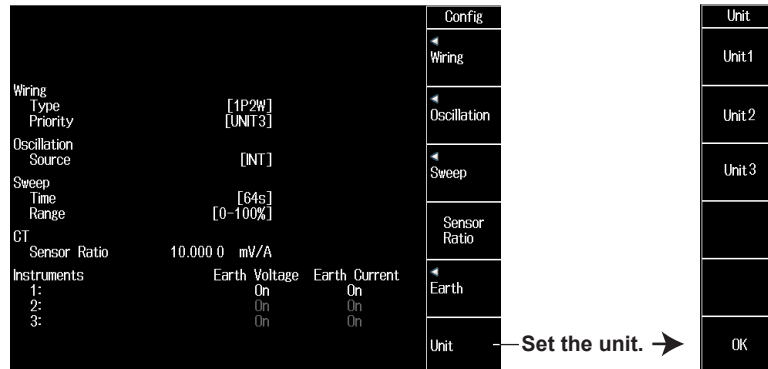 Config
Wiring
Oscillation
Sweep
Sensor
Ratio
Earth
Unit
Wiring
Type [1P2W]
Priority [UNIT3]
Oscillation
Source [INT]
Sweep
Time [64s]
Range [0-100%]
CT
Sensor Ratio 10.000 0 mV/A
Instruments Earth Voltage Earth Current
1: On On
2: On On
3: On On
Set the unit.
Unit
Unit1
Unit2
Unit3
OK